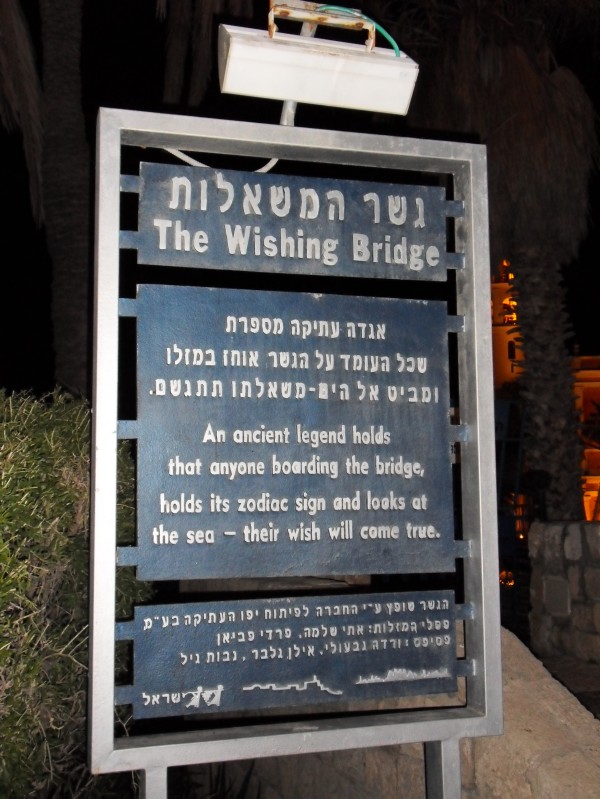 גשר המשאלות
The Wishing Bridge
אגדה עתיקה מספרת
שכל העומד על הגשר אוחז במזלו
ומביט אל הים-משאלתו תתגשם.
An ancient legend holds
that anyone boarding the bridge,
holds its zodiac sign and looks at
the sea – their wish will come true.
הגשר שופץ ע"י החברה לפיתוח יפו העתיקה בע"מ
פסלי המזלות: אתי שלמה, פרדי פביאן
פסיפס: ורדה גבעולי, אילן גלבר, נבות גיל
ישראל